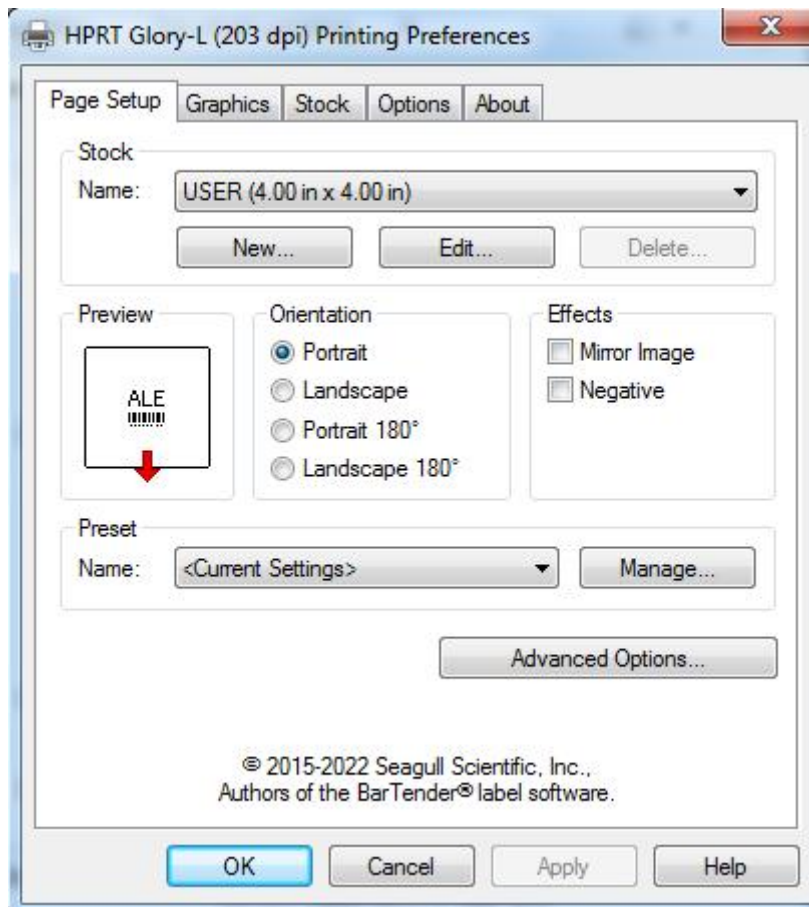 HPRT Glory-L (203 dpi) Printing Preferences
Page Setup Graphics Stock Options About
Stock
Name: USER (4.00 in x 4.00 in)
New... Edit... Delete...
Preview Orientation Effects
ALE
Portrait Mirror Image
Landscape Negative
Portrait 180°
Landscape 180°
Preset
Name: <Current Settings> Manage...
Advanced Options...
© 2015-2022 Seagull Scientific, Inc.,
Authors of the BarTender® label software.
OK Cancel Apply Help